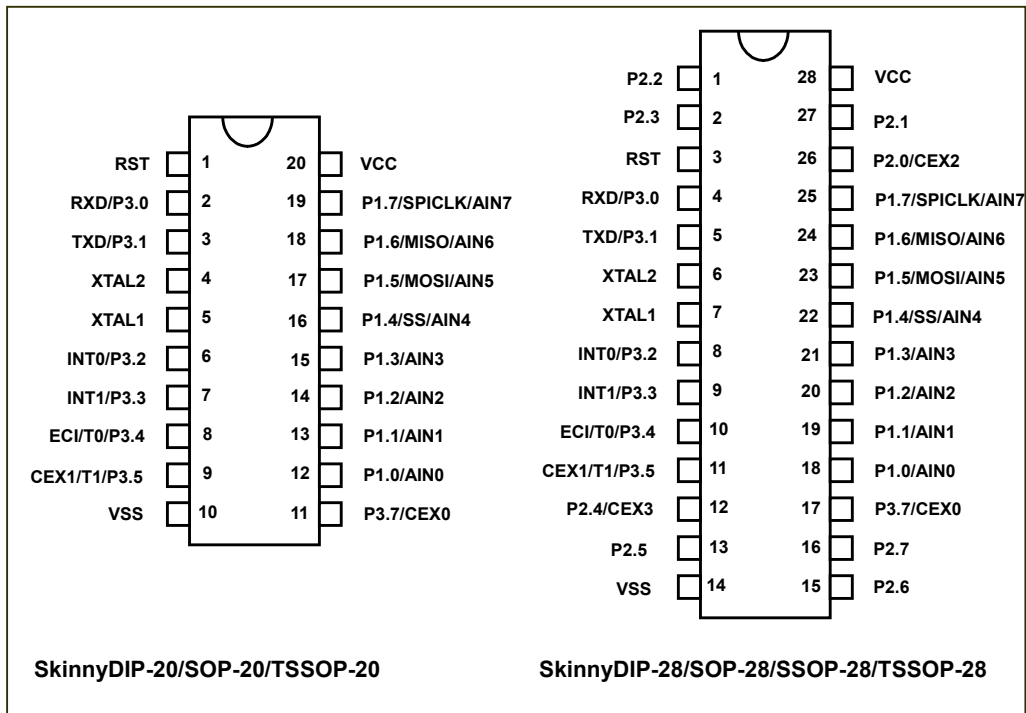 RST 1 20 VCC
RXD/P3.0 2 19 P1.7/SPICLK/AIN7
TXD/P3.1 3 18 P1.6/MISO/AIN6
XTAL2 4 17 P1.5/MOSI/AIN5
XTAL1 5 16 P1.4/SS/AIN4
INT0/P3.2 6 15 P1.3/AIN3
INT1/P3.3 7 14 P1.2/AIN2
ECI/T0/P3.4 8 13 P1.1/AIN1
CEX1/T1/P3.5 9 12 P1.0/AIN0
VSS 10 11 P3.7/CEX0
SkinnyDIP-20/SOP-20/TSSOP-20
P2.2 1 28 VCC
P2.3 2 27 P2.1
RST 3 26 P2.0/CEX2
RXD/P3.0 4 25 P1.7/SPICLK/AIN7
TXD/P3.1 5 24 P1.6/MISO/AIN6
XTAL2 6 23 P1.5/MOSI/AIN5
XTAL1 7 22 P1.4/SS/AIN4
INT0/P3.2 8 21 P1.3/AIN3
INT1/P3.3 9 20 P1.2/AIN2
ECI/T0/P3.4 10 19 P1.1/AIN1
CEX1/T1/P3.5 11 18 P1.0/AIN0
P2.4/CEX3 12 17 P3.7/CEX0
P2.5 13 16 P2.7
VSS 14 15 P2.6
SkinnyDIP-28/SOP-28/SSOP-28/TSSOP-28